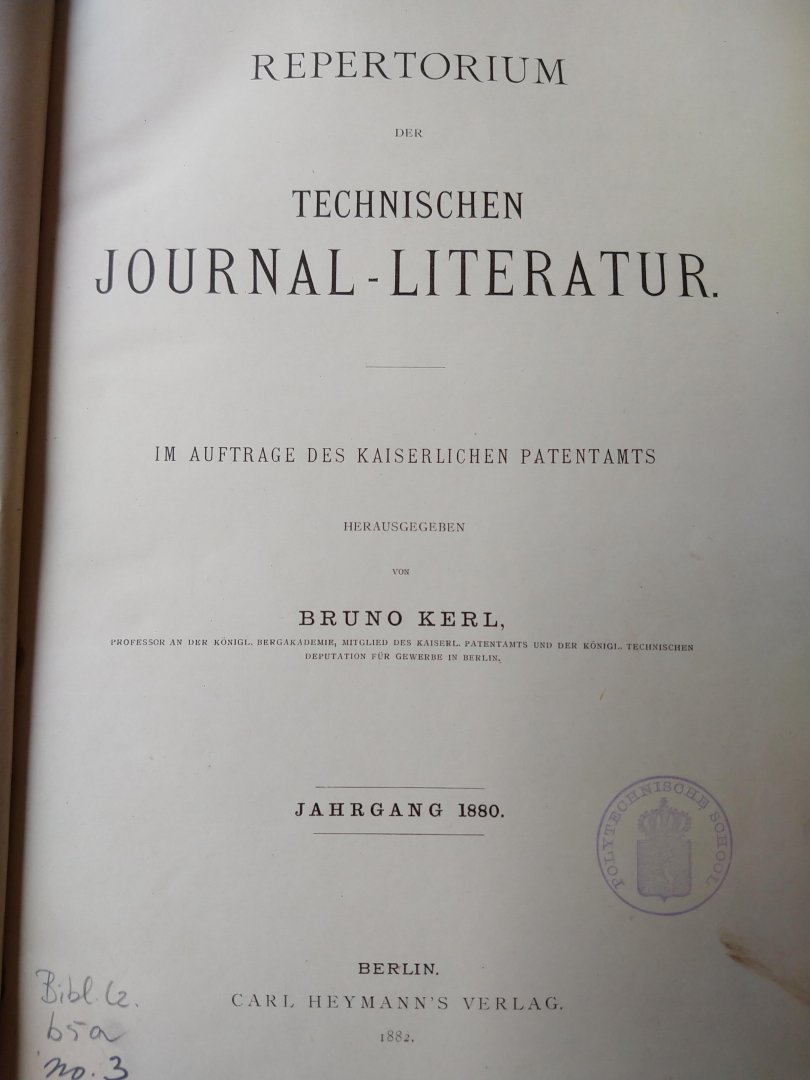 REPERTORIUM
DER
TECHNISCHEN
JOURNAL-LITERATUR.
IM AUFTRAGE DES KAISERLICHEN PATENTAMTS
HERAUSGEGEBEN
VON
BRUNO KERL,
PROFESSOR AN DER KÖNIGL. BERGAKADEMIE, MITGLIED DES KAISERL. PATENTAMTS UND DER KÖNIGL. TECHNISCHEN
DEPUTATION FÜR GEWERBE IN BERLIN.
JAHRGANG 1880.
POLYTECHNISCHE SCHOOL
BERLIN.
CARL HEYMANN'S VERLAG.
1882.
Bibl.
b5a
no. 3